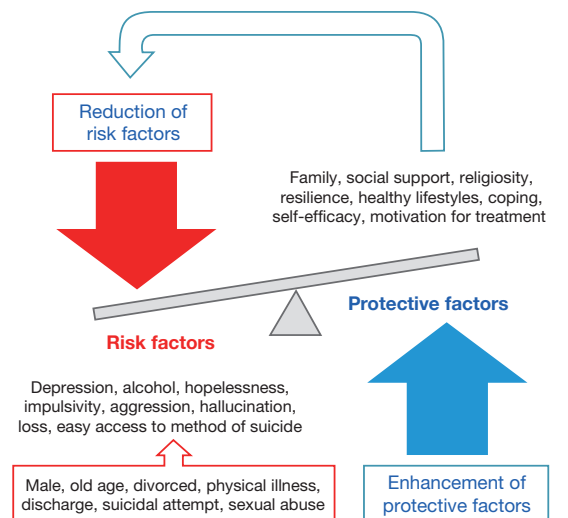 Reduction of
risk factors
Family, social support, religiosity,
resilience, healthy lifestyles, coping,
self-efficacy, motivation for treatment
Protective factors
Risk factors
Depression, alcohol, hopelessness,
impulsivity, aggression, hallucination,
loss, easy access to method of suicide
Male, old age, divorced, physical illness,
discharge, suicidal attempt, sexual abuse
Enhancement of
protective factors